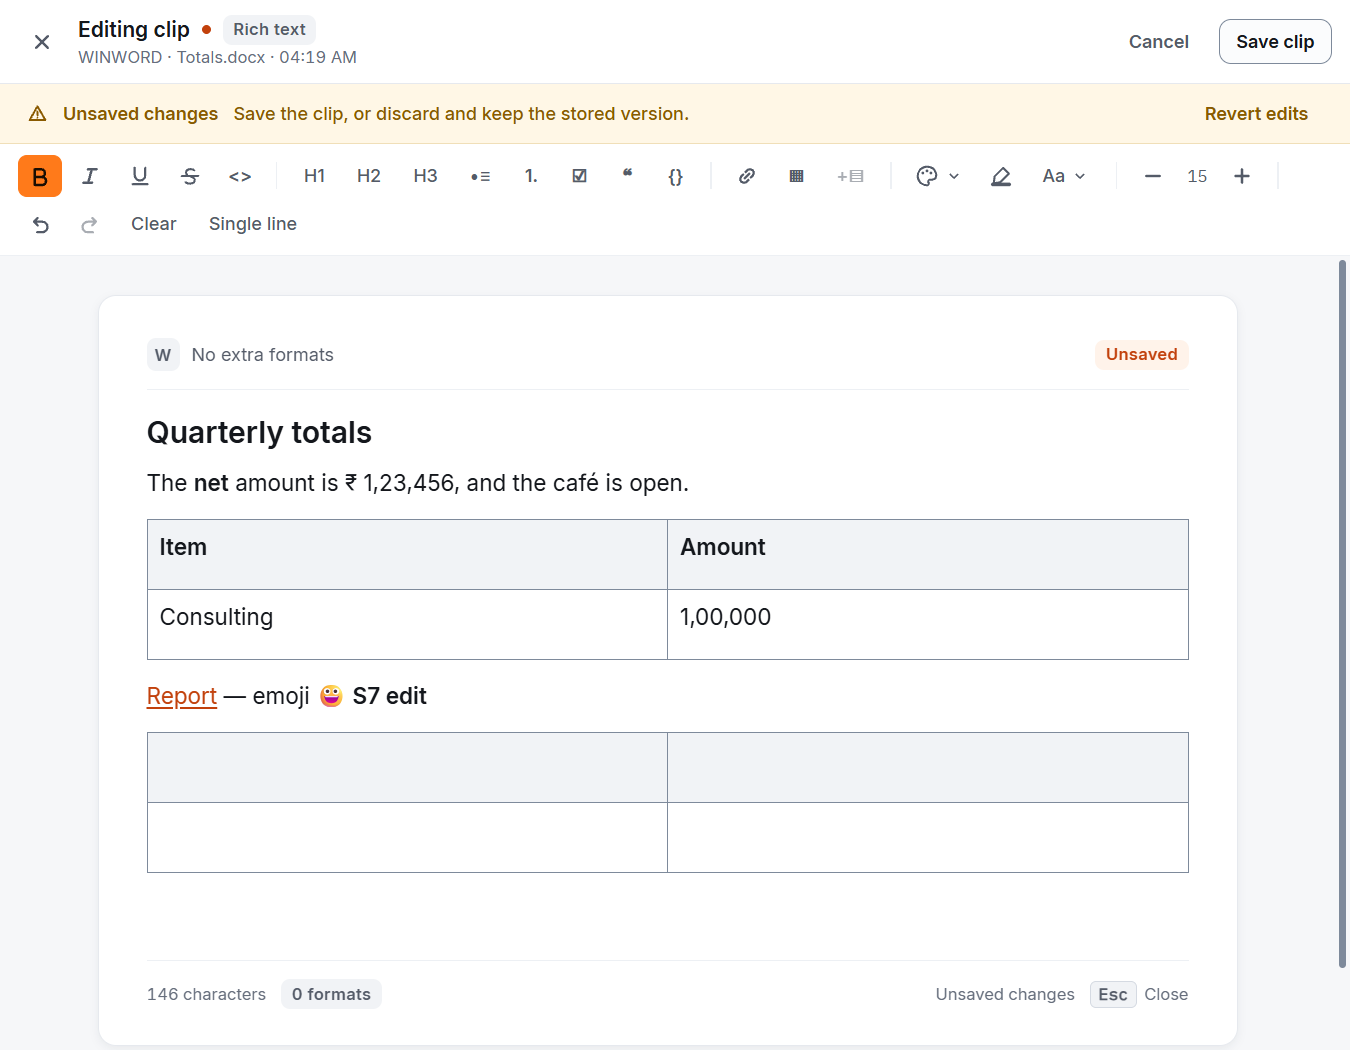 Editing clip Rich text
WINWORD · Totals.docx · 04:19 AM
Cancel Save clip
Unsaved changes Save the clip, or discard and keep the stored version. Revert edits
B I U S <> H1 H2 H3 1. ☑ ❝ {} + Aa 15
Clear Single line
W No extra formats Unsaved
Quarterly totals
The net amount is ₹ 1,23,456, and the café is open.
Item Amount
Consulting 1,00,000
Report — emoji 😀 S7 edit
146 characters 0 formats Unsaved changes Esc Close